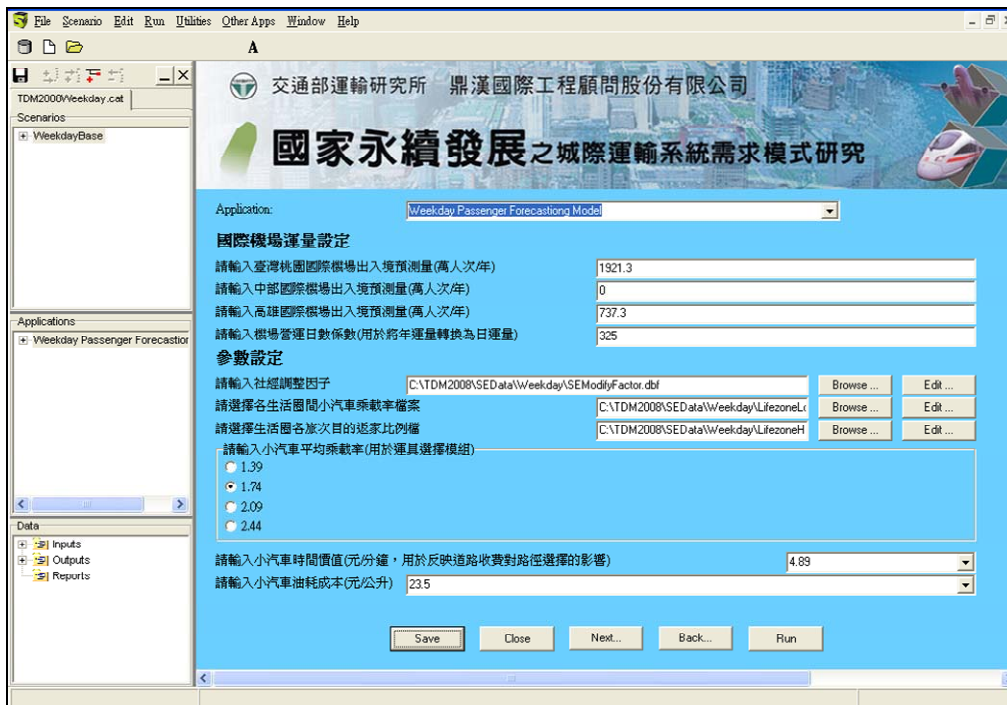 File Scenario Edit Run Utilities Other Apps Window Help
A
TDM2000Weekday.cat
Scenarios
WeekdayBase
Applications
Weekday Passenger Forecastior
Data
Inputs
Outputs
Reports
交通部運輸研究所 鼎漢國際工程顧問股份有限公司
國家永續發展之城際運輸系統需求模式研究
Application: Weekday Passenger Forecastiong Model
國際機場運量設定
請輸入臺灣桃園國際機場出入境預測量(萬人次/年) 1921.3
請輸入中部國際機場出入境預測量(萬人次/年) 0
請輸入高雄國際機場出入境預測量(萬人次/年) 737.3
請輸入機場營運日數係數(用於將年運量轉換為日運量) 325
參數設定
請輸入社經調整因子 C:\TDM2008\SEData\Weekday\SEModifyFactor.dbf Browse ... Edit ...
請選擇各生活圈間小汽車乘載率檔案 C:\TDM2008\SEData\Weekday\LifezoneLo Browse ... Edit ...
請選擇生活圈各旅次目的返家比例檔 C:\TDM2008\SEData\Weekday\LifezoneH Browse ... Edit ...
請輸入小汽車平均乘載率(用於運具選擇模組)
1.39
1.74
2.09
2.44
請輸入小汽車時間價值(元/分鐘，用於反映道路收費對路徑選擇的影響) 4.89
請輸入小汽車油耗成本(元/公升) 23.5
Save Close Next... Back... Run